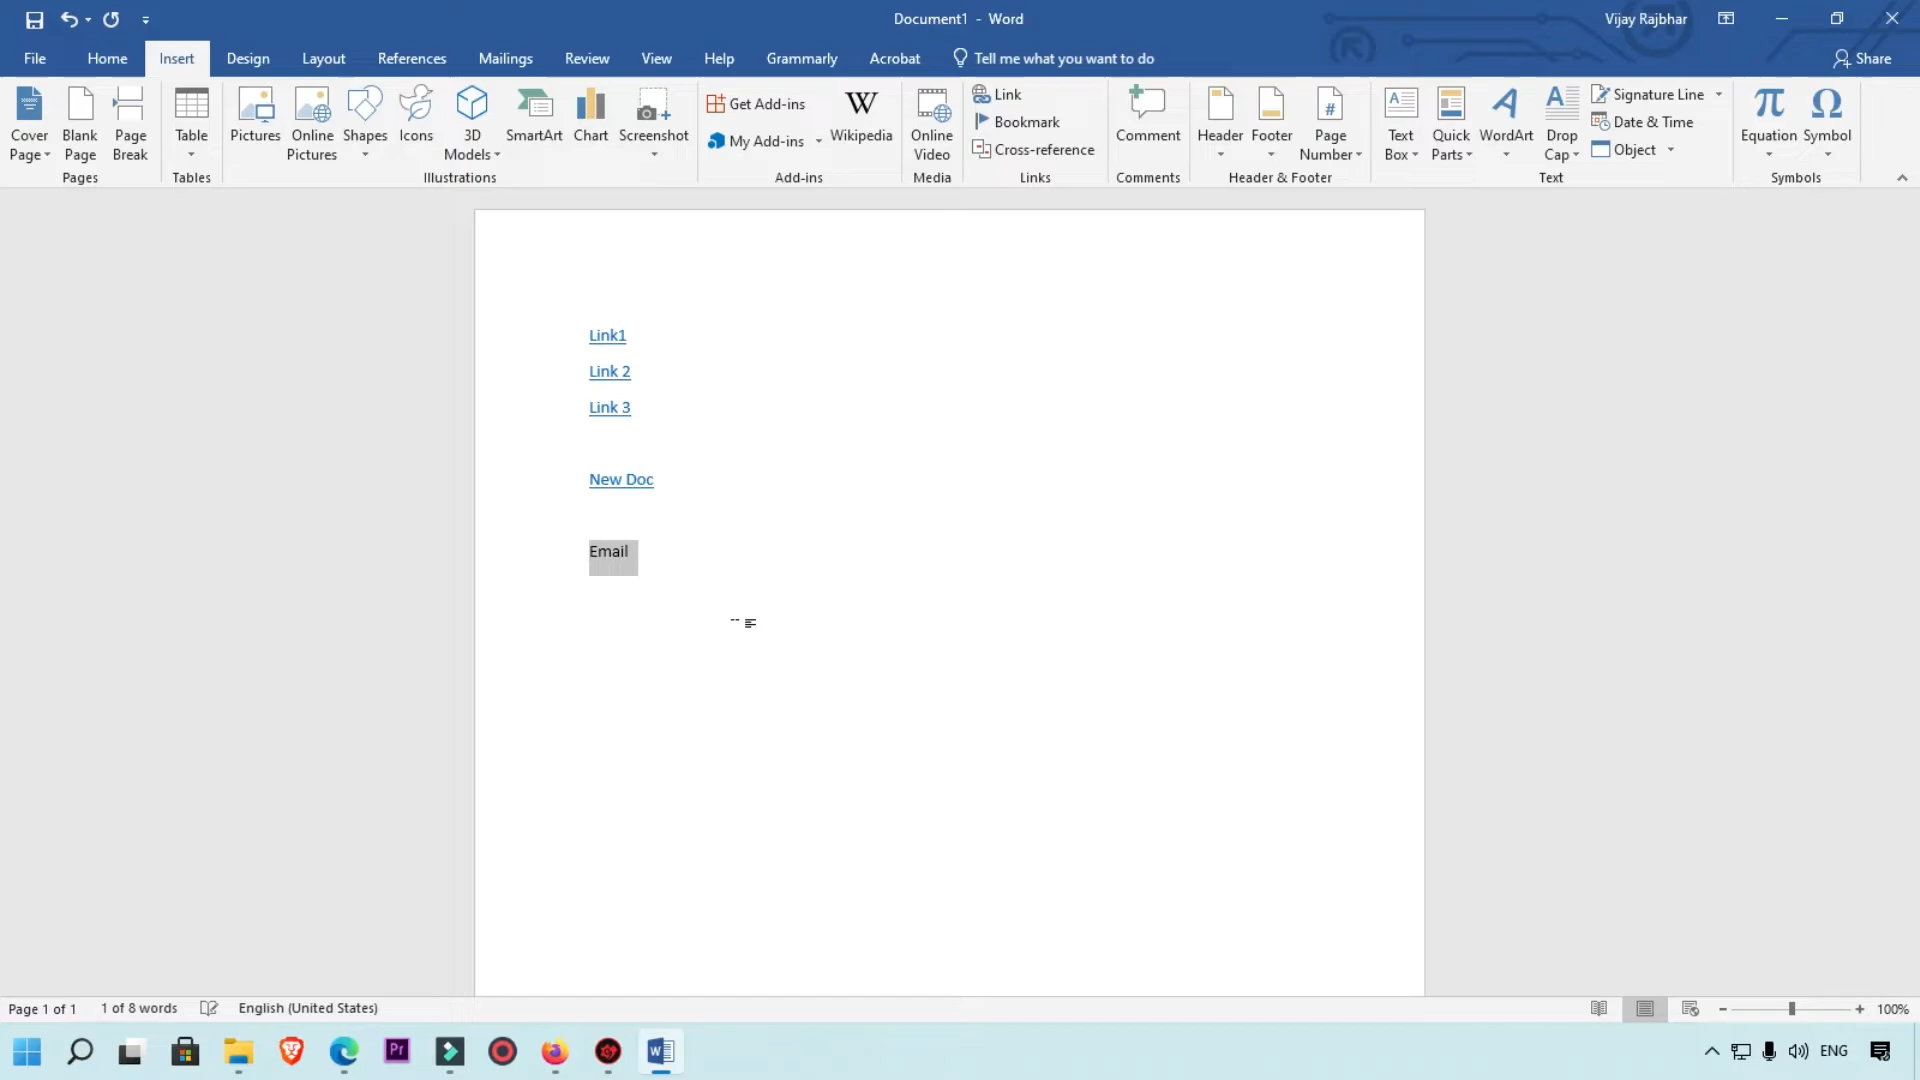 Document1 - Word
Vijay Rajbhar
File Home Insert Design Layout References Mailings Review View Help Grammarly Acrobat Tell me what you want to do
Share
Cover Page
Blank Page
Page Break
Pages
Table
Tables
Pictures
Online Pictures
Shapes
Icons
3D Models
SmartArt
Chart
Screenshot
Illustrations
Get Add-ins
My Add-ins
W
Wikipedia
Add-ins
Online Video
Media
Link
Bookmark
Cross-reference
Links
Comment
Comments
Header
Footer
#
Page Number
Header & Footer
A
Text Box
Quick Parts
A
WordArt
A
Drop Cap
Signature Line
Date & Time
Object
Text
π
Equation
Ω
Symbol
Symbols
Link1
Link 2
Link 3
New Doc
Email
Page 1 of 1 1 of 8 words English (United States)
100%
Pr
W
ENG